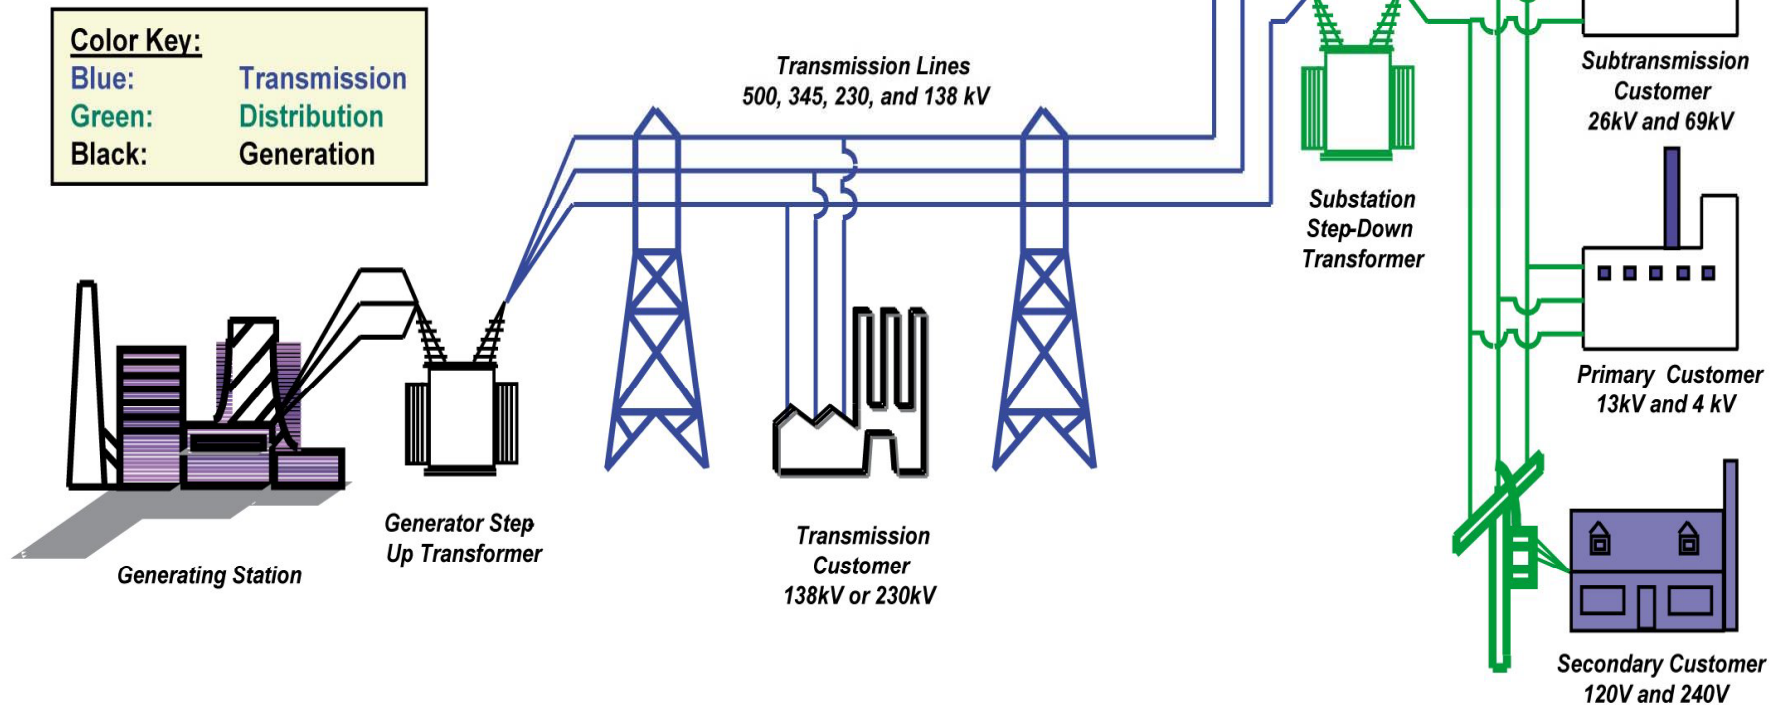 Color Key:
Blue: Transmission
Green: Distribution
Black: Generation
Transmission Lines
500, 345, 230, and 138 kV
Subtransmission
Customer
26kV and 69kV
Substation
Step-Down
Transformer
Primary Customer
13kV and 4 kV
Generator Step
Up Transformer
Generating Station
Transmission
Customer
138kV or 230kV
Secondary Customer
120V and 240V